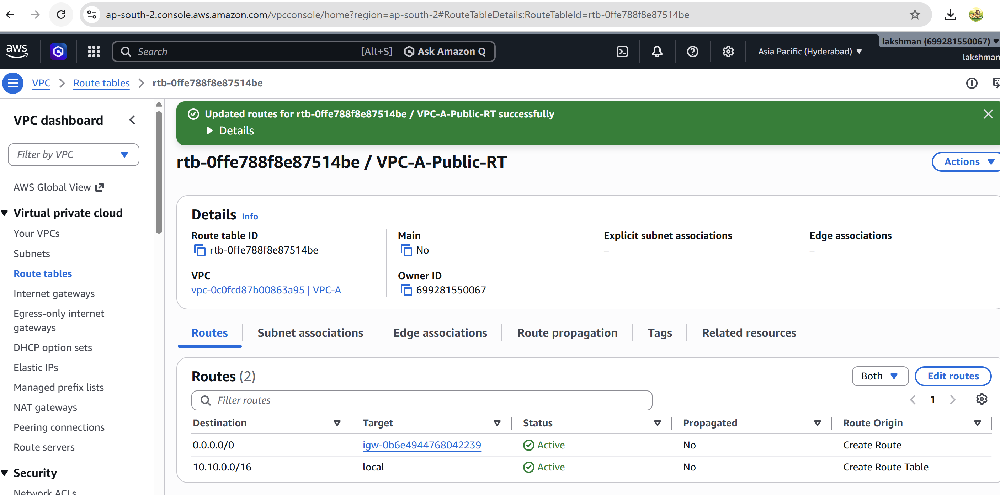 ap-south-2.console.aws.amazon.com/vpcconsole/home?region=ap-south-2#RouteTableDetails:RouteTableId=rtb-0ffe788f8e87514be
aws
Search
[Alt+S]
Ask Amazon Q
Asia Pacific (Hyderabad)
lakshman (699281550067)
lakshman
VPC
Route tables
rtb-0ffe788f8e87514be
VPC dashboard
Filter by VPC
AWS Global View
Virtual private cloud
Your VPCs
Subnets
Route tables
Internet gateways
Egress-only internet
gateways
DHCP option sets
Elastic IPs
Managed prefix lists
NAT gateways
Peering connections
Route servers
Security
Network ACLs
Updated routes for rtb-0ffe788f8e87514be / VPC-A-Public-RT successfully
Details
rtb-0ffe788f8e87514be / VPC-A-Public-RT
Actions
Details Info
Route table ID
rtb-0ffe788f8e87514be
Main
No
Explicit subnet associations
–
Edge associations
–
VPC
vpc-0c0fcd87b00863a95 | VPC-A
Owner ID
699281550067
Routes
Subnet associations
Edge associations
Route propagation
Tags
Related resources
Routes (2)
Both
Edit routes
Filter routes
1
Destination Target Status Propagated Route Origin
0.0.0.0/0 igw-0b6e4944768042239 Active No Create Route
10.10.0.0/16 local Active No Create Route Table